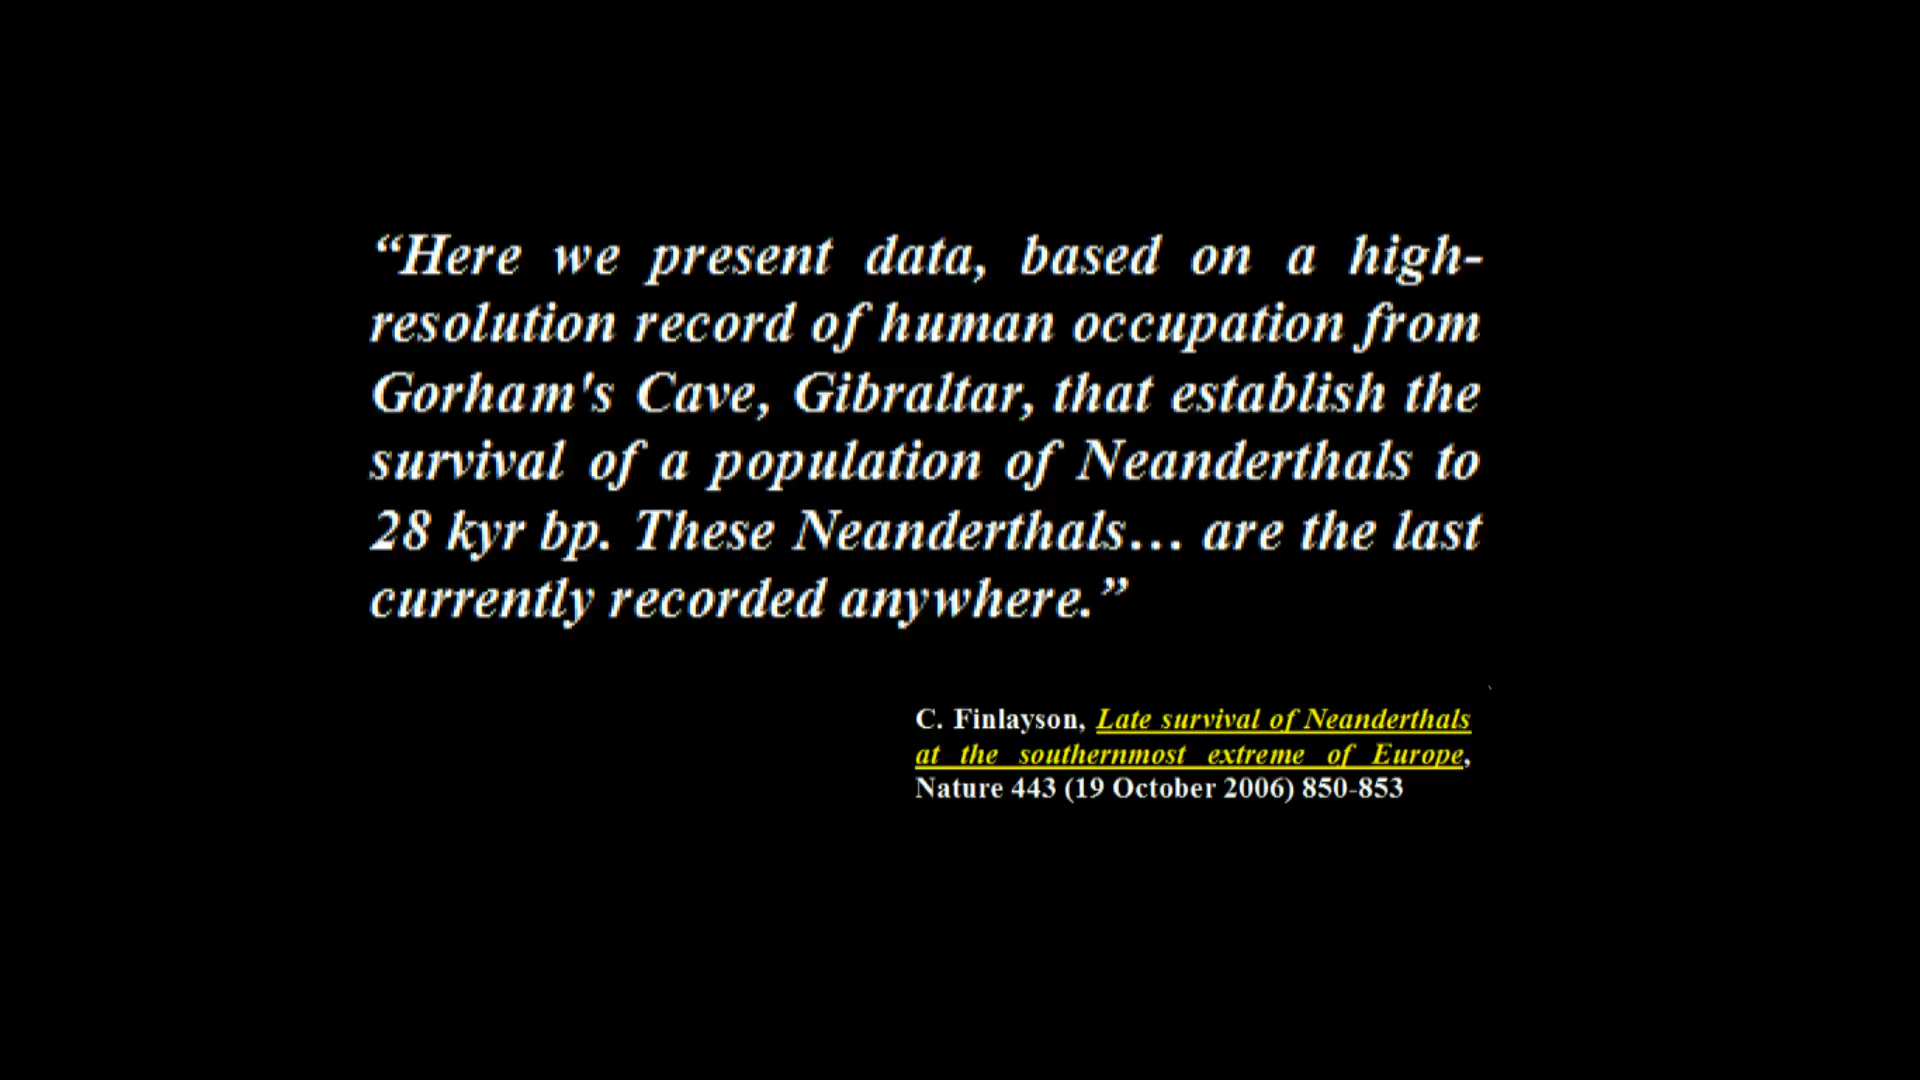 “Here we present data, based on a high-
resolution record of human occupation from
Gorham's Cave, Gibraltar, that establish the
survival of a population of Neanderthals to
28 kyr bp. These Neanderthals… are the last
currently recorded anywhere.”
C. Finlayson, Late survival of Neanderthals
at the southernmost extreme of Europe,
Nature 443 (19 October 2006) 850-853